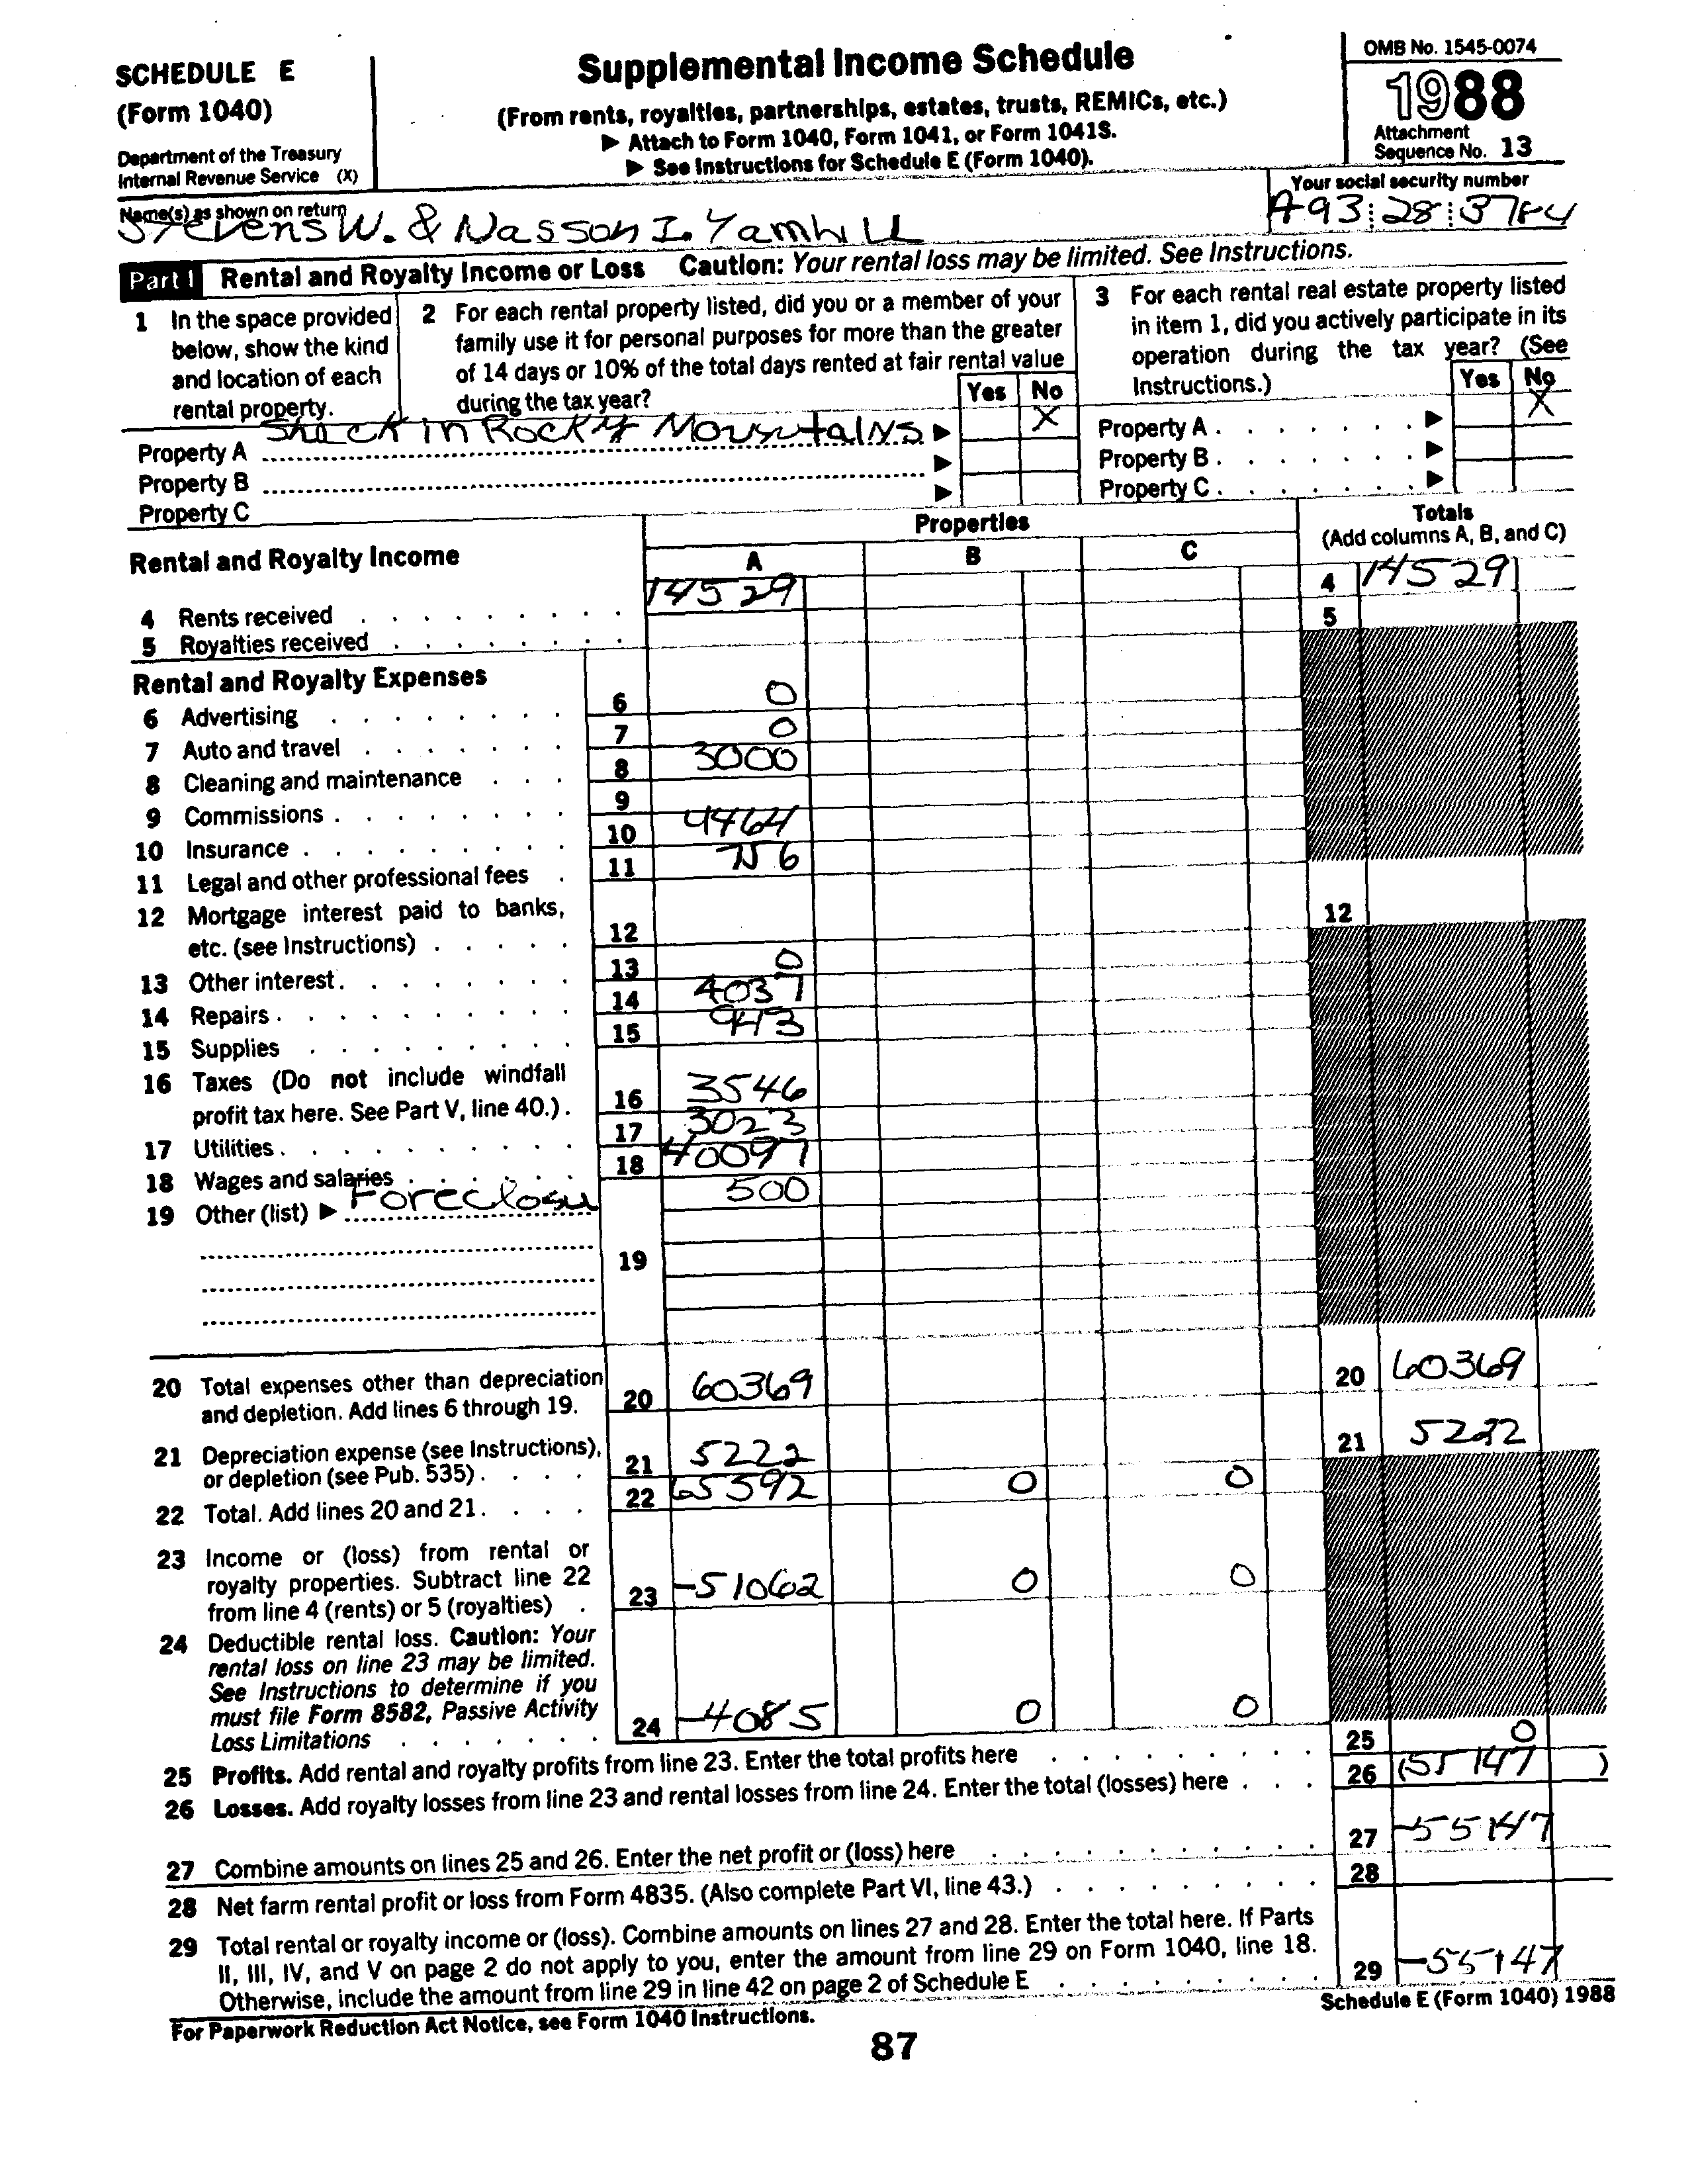 SCHEDULE E
(Form 1040)
Department of the Treasury
Internal Revenue Service (X)
Supplemental Income Schedule
(From rents, royalties, partnerships, estates, trusts, REMICs, etc.)
▶ Attach to Form 1040, Form 1041, or Form 1041S.
▶ See Instructions for Schedule E (Form 1040).
OMB No. 1545-0074
1988
Attachment
Sequence No. 13
Name(s) as shown on return
Stevens W. & Nasson I. Yamhill
Your social security number
Part I Rental and Royalty Income or Loss Caution: Your rental loss may be limited. See Instructions.
1 In the space provided
below, show the kind
and location of each
rental property.
2 For each rental property listed, did you or a member of your
family use it for personal purposes for more than the greater
of 14 days or 10% of the total days rented at fair rental value
during the tax year?
Yes No
3 For each rental real estate property listed
in item 1, did you actively participate in its
operation during the tax year? (See
Instructions.)
Yes No
Property A Shack in Rocky Mountains ▶ X
Property B ▶
Property C ▶
Property A . . . . . . . ▶ X
Property B . . . . . . . ▶
Property C . . . . . . . ▶
Rental and Royalty Income
Properties
A B C
Totals
(Add columns A, B, and C)
4 Rents received 14529 4 14529
5 Royalties received 5
Rental and Royalty Expenses
6 Advertising 6 0
7 Auto and travel 7 0
8 Cleaning and maintenance 8 3000
9 Commissions 9
10 Insurance 10 4464
11 Legal and other professional fees 11 756
12 Mortgage interest paid to banks,
etc. (see Instructions) 12 12
13 Other interest 13 0
14 Repairs 14 4037
15 Supplies 15 943
16 Taxes (Do not include windfall
profit tax here. See Part V, line 40.) 16 3546
17 Utilities 17 3023
18 Wages and salaries 18 40097
19 Other (list) ▶ Foreclosu 500
19
20 Total expenses other than depreciation
and depletion. Add lines 6 through 19. 20 60369 20 60369
21 Depreciation expense (see Instructions),
or depletion (see Pub. 535) 21 5222 21 5222
22 Total. Add lines 20 and 21 22 65592 0 0
23 Income or (loss) from rental or
royalty properties. Subtract line 22
from line 4 (rents) or 5 (royalties) 23 -51062 0 0
24 Deductible rental loss. Caution: Your
rental loss on line 23 may be limited.
See Instructions to determine if you
must file Form 8582, Passive Activity
Loss Limitations 24 -4085 0 0
25 Profits. Add rental and royalty profits from line 23. Enter the total profits here 25 0
26 Losses. Add royalty losses from line 23 and rental losses from line 24. Enter the total (losses) here 26 (55147 )
27 Combine amounts on lines 25 and 26. Enter the net profit or (loss) here 27 -55147
28 Net farm rental profit or loss from Form 4835. (Also complete Part VI, line 43.) 28
29 Total rental or royalty income or (loss). Combine amounts on lines 27 and 28. Enter the total here. If Parts
II, III, IV, and V on page 2 do not apply to you, enter the amount from line 29 on Form 1040, line 18.
Otherwise, include the amount from line 29 in line 42 on page 2 of Schedule E 29 -55147
For Paperwork Reduction Act Notice, see Form 1040 Instructions.
Schedule E (Form 1040) 1988
87